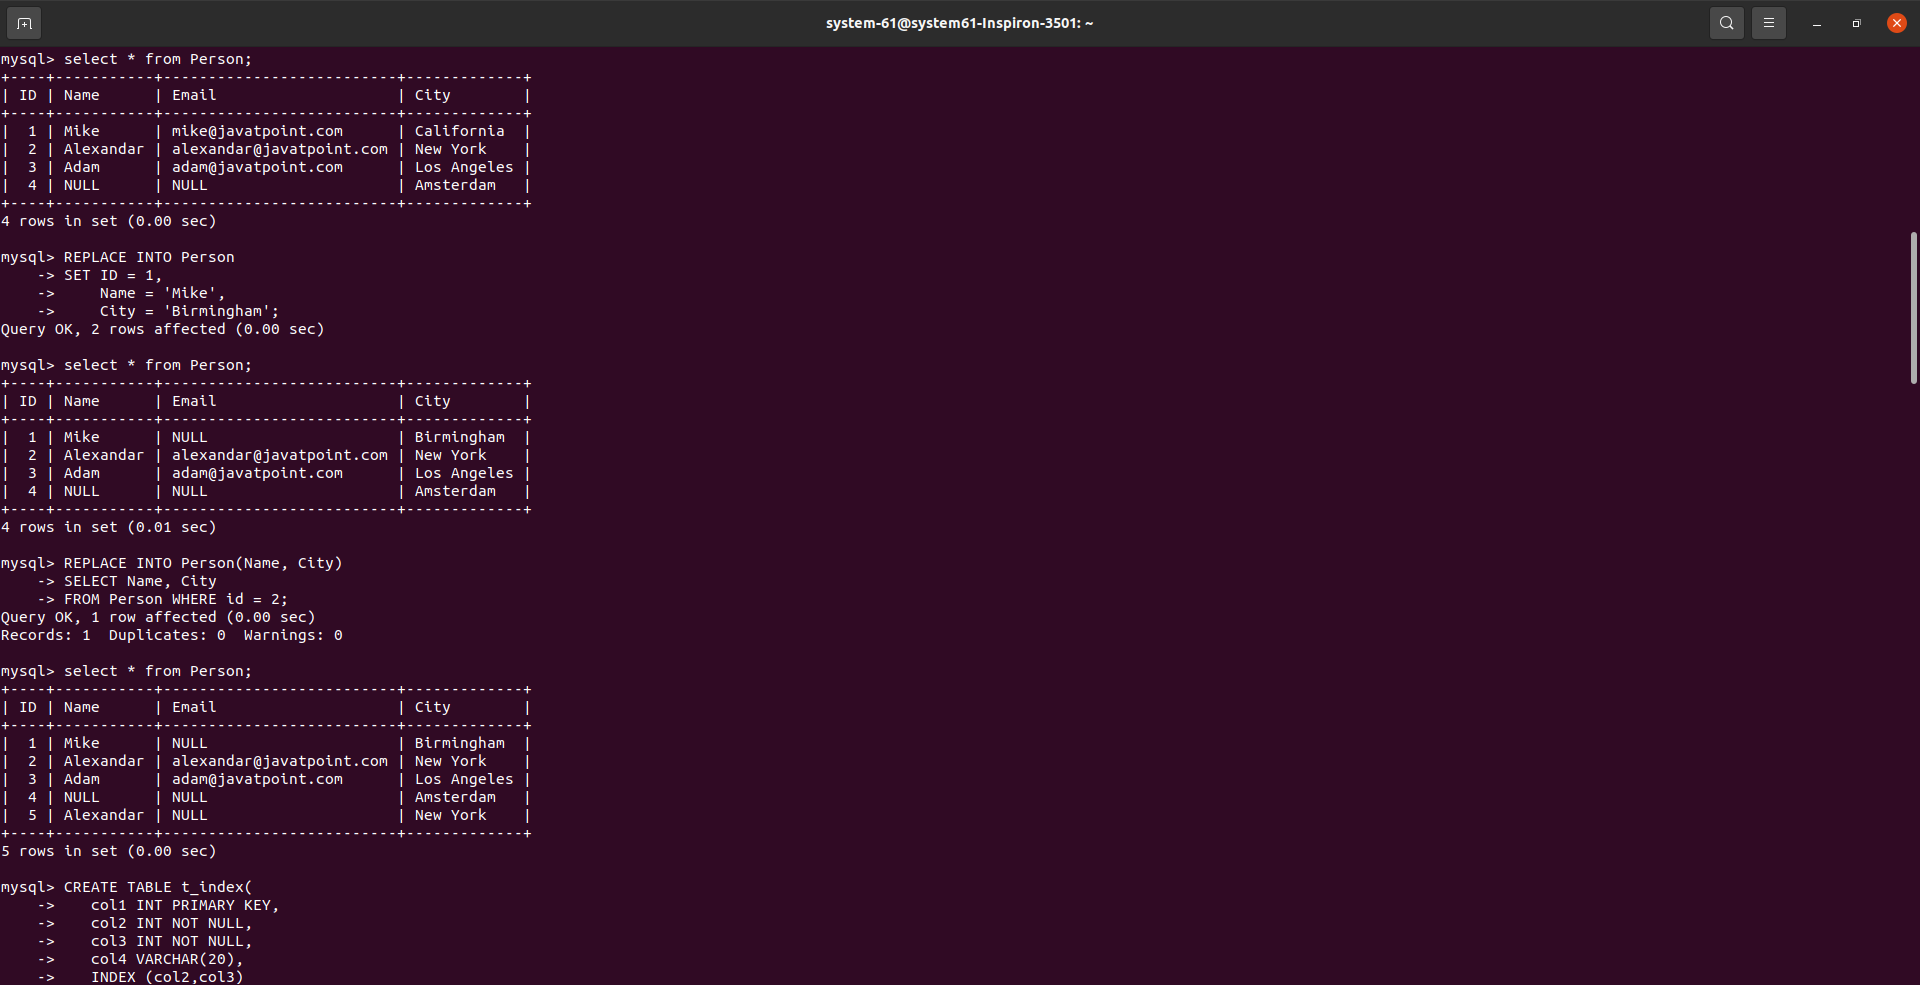 system-61@system61-Inspiron-3501: ~
mysql> select * from Person;
+----+-----------+--------------------------+-------------+
| ID | Name      | Email                    | City        |
+----+-----------+--------------------------+-------------+
|  1 | Mike      | mike@javatpoint.com      | California  |
|  2 | Alexandar | alexandar@javatpoint.com | New York    |
|  3 | Adam      | adam@javatpoint.com      | Los Angeles |
|  4 | NULL      | NULL                     | Amsterdam   |
+----+-----------+--------------------------+-------------+
4 rows in set (0.00 sec)

mysql> REPLACE INTO Person
    -> SET ID = 1,
    ->     Name = 'Mike',
    ->     City = 'Birmingham';
Query OK, 2 rows affected (0.00 sec)

mysql> select * from Person;
+----+-----------+--------------------------+-------------+
| ID | Name      | Email                    | City        |
+----+-----------+--------------------------+-------------+
|  1 | Mike      | NULL                     | Birmingham  |
|  2 | Alexandar | alexandar@javatpoint.com | New York    |
|  3 | Adam      | adam@javatpoint.com      | Los Angeles |
|  4 | NULL      | NULL                     | Amsterdam   |
+----+-----------+--------------------------+-------------+
4 rows in set (0.01 sec)

mysql> REPLACE INTO Person(Name, City)
    -> SELECT Name, City
    -> FROM Person WHERE id = 2;
Query OK, 1 row affected (0.00 sec)
Records: 1  Duplicates: 0  Warnings: 0

mysql> select * from Person;
+----+-----------+--------------------------+-------------+
| ID | Name      | Email                    | City        |
+----+-----------+--------------------------+-------------+
|  1 | Mike      | NULL                     | Birmingham  |
|  2 | Alexandar | alexandar@javatpoint.com | New York    |
|  3 | Adam      | adam@javatpoint.com      | Los Angeles |
|  4 | NULL      | NULL                     | Amsterdam   |
|  5 | Alexandar | NULL                     | New York    |
+----+-----------+--------------------------+-------------+
5 rows in set (0.00 sec)

mysql> CREATE TABLE t_index(
    ->    col1 INT PRIMARY KEY,
    ->    col2 INT NOT NULL,
    ->    col3 INT NOT NULL,
    ->    col4 VARCHAR(20),
    ->    INDEX (col2,col3)